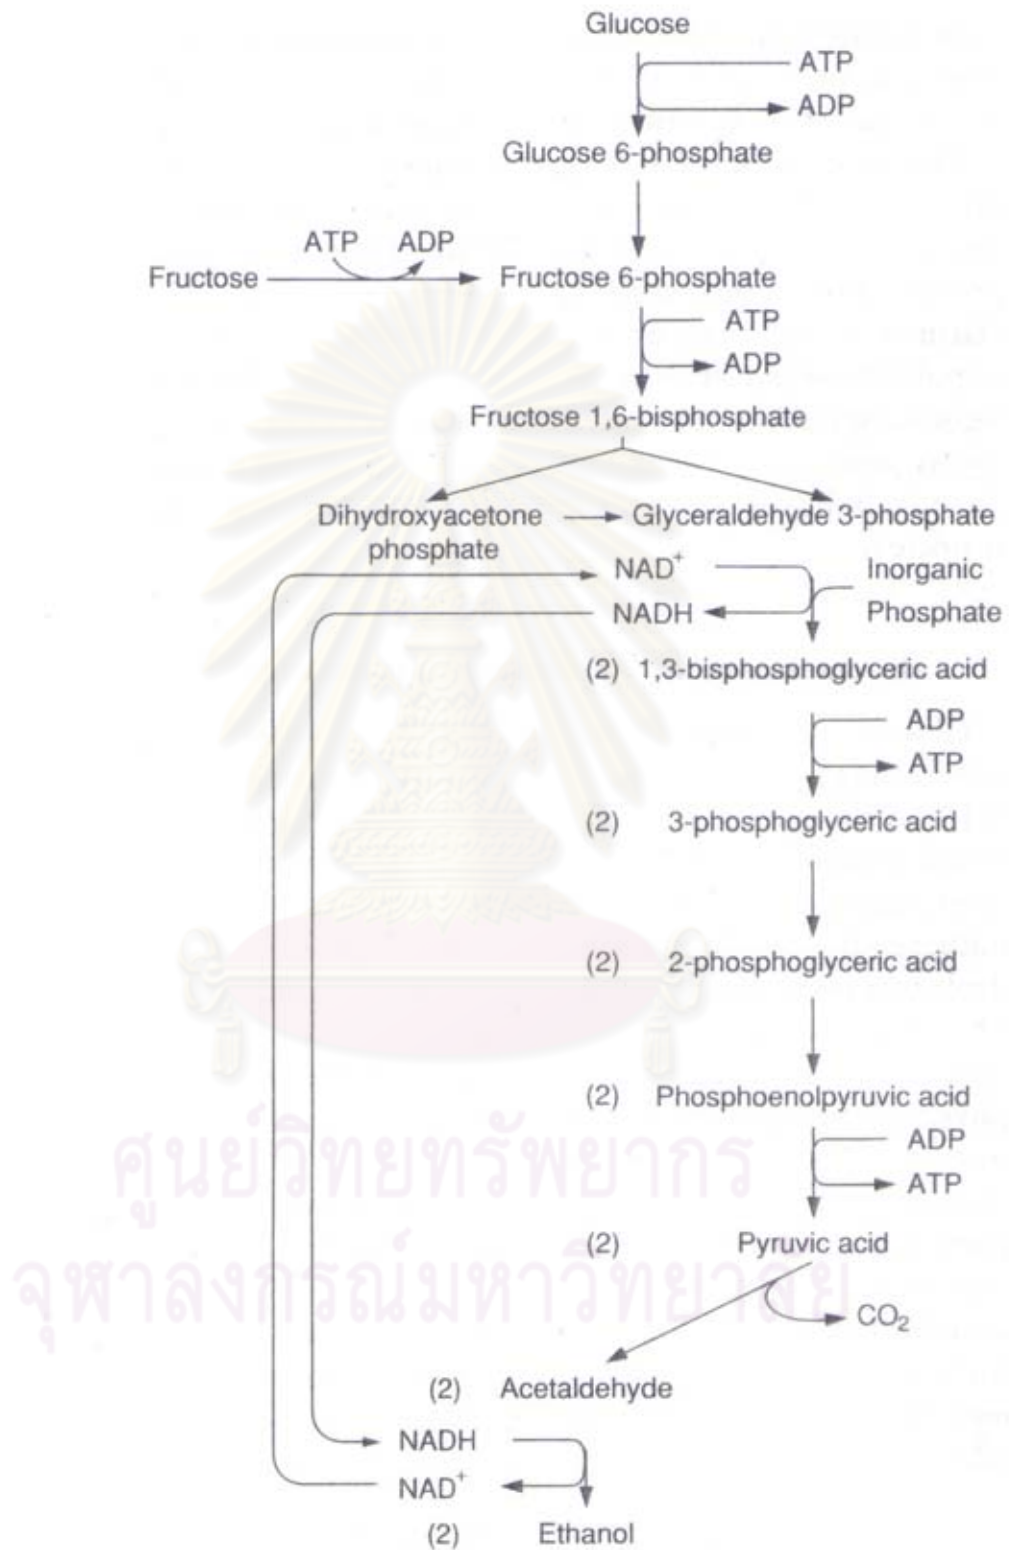 Glucose
ATP
ADP
Glucose 6-phosphate
ATP ADP
Fructose Fructose 6-phosphate
ATP
ADP
Fructose 1,6-bisphosphate
Dihydroxyacetone Glyceraldehyde 3-phosphate
phosphate
NAD⁺ Inorganic
NADH Phosphate
(2) 1,3-bisphosphoglyceric acid
ADP
ATP
(2) 3-phosphoglyceric acid
(2) 2-phosphoglyceric acid
(2) Phosphoenolpyruvic acid
ADP
ATP
ศูนย์วิทยทรัพยากร
(2) Pyruvic acid
จุฬาลงกรณ์มหาวิทยาลัย
CO₂
(2) Acetaldehyde
NADH
NAD⁺
(2) Ethanol